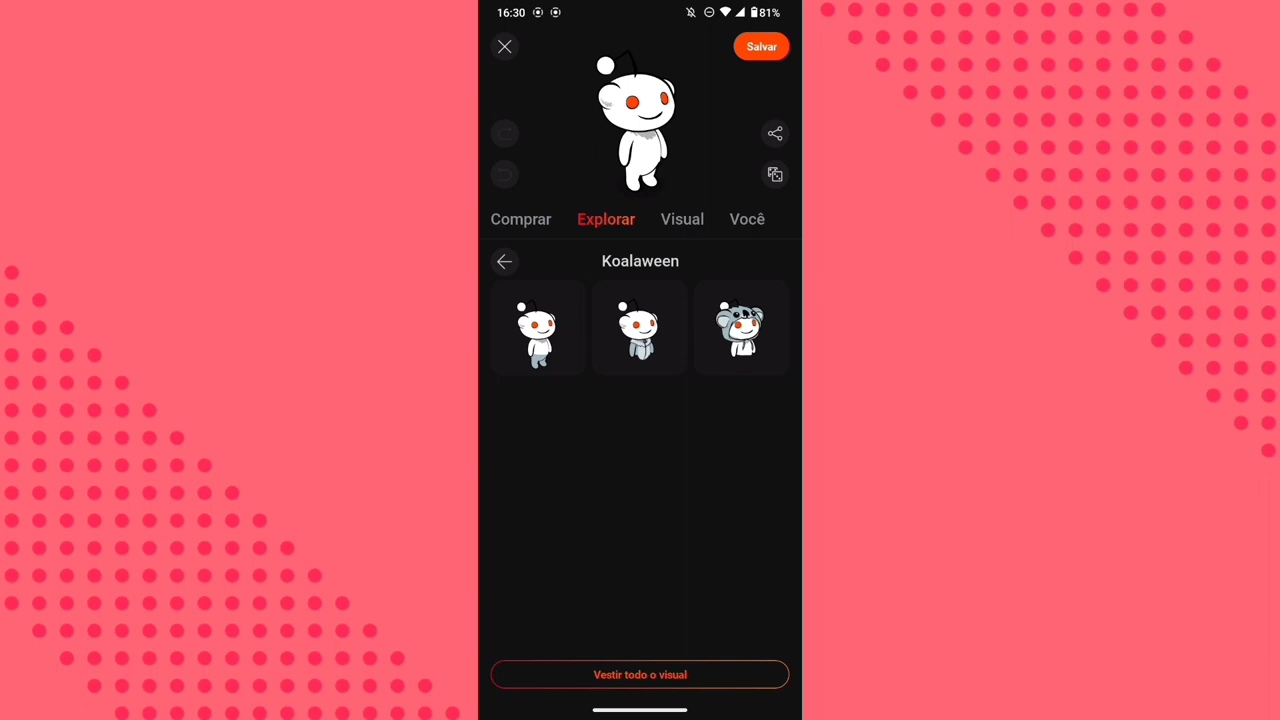 16:30 81%
Salvar
Comprar Explorar Visual Você
Koalaween
Vestir todo o visual